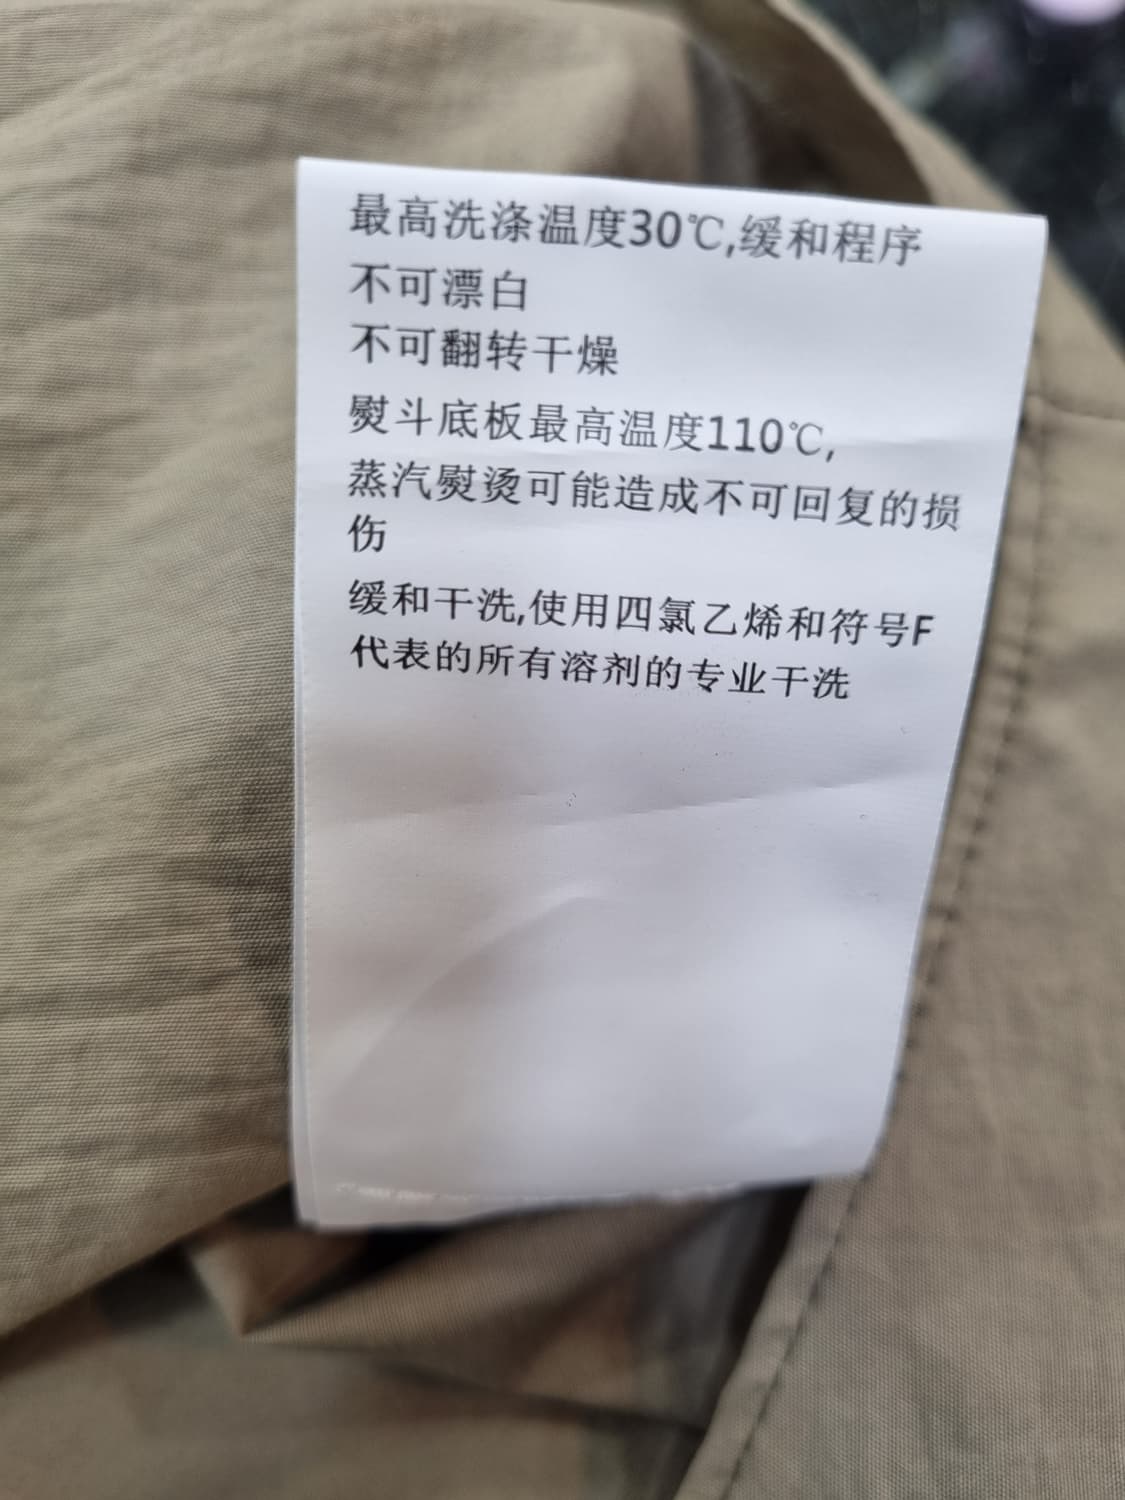 最高洗涤温度30℃,缓和程序
不可漂白
不可翻转干燥
熨斗底板最高温度110℃,
蒸汽熨烫可能造成不可回复的损
伤
缓和干洗,使用四氯乙烯和符号F
代表的所有溶剂的专业干洗